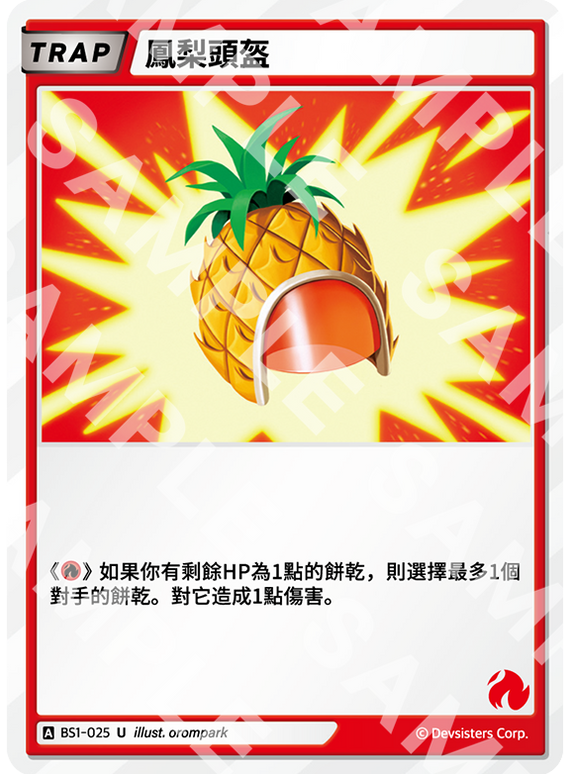 TRAP
鳳梨頭盔
《🔥》如果你有剩餘HP為1點的餅乾，則選擇最多1個
對手的餅乾。對它造成1點傷害。
A BS1-025 U illust. orompark
© Devsisters Corp.
SAMPLE